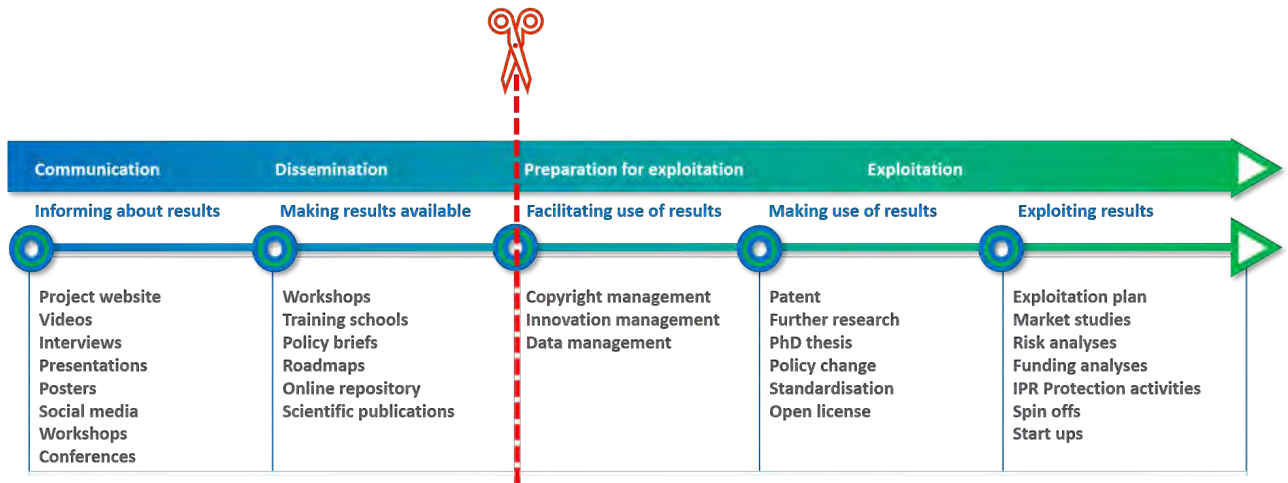 Communication
Dissemination
Preparation for exploitation
Exploitation
Informing about results
Making results available
Facilitating use of results
Making use of results
Exploiting results
Project website
Videos
Interviews
Presentations
Posters
Social media
Workshops
Conferences
Workshops
Training schools
Policy briefs
Roadmaps
Online repository
Scientific publications
Copyright management
Innovation management
Data management
Patent
Further research
PhD thesis
Policy change
Standardisation
Open license
Exploitation plan
Market studies
Risk analyses
Funding analyses
IPR Protection activities
Spin offs
Start ups